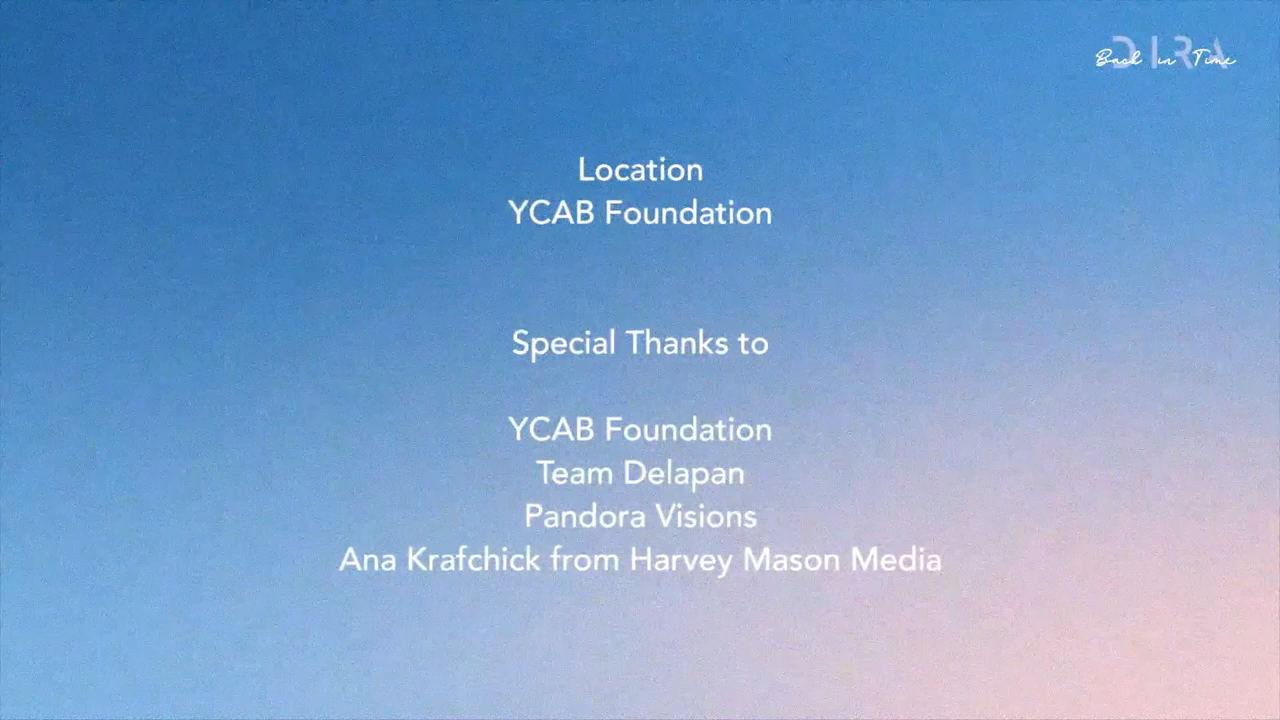 DIRA
Back in Time
Location
YCAB Foundation
Special Thanks to
YCAB Foundation
Team Delapan
Pandora Visions
Ana Krafchick from Harvey Mason Media